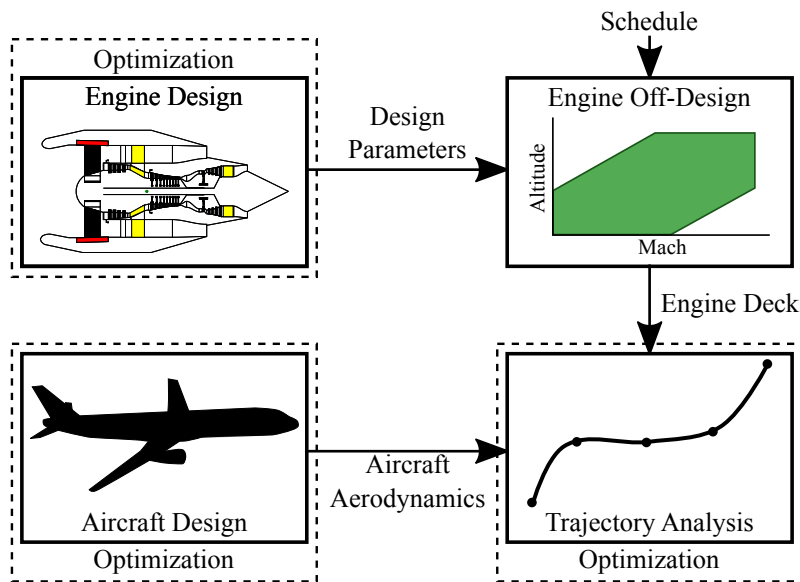 Schedule
Optimization
Engine Design
Design
Parameters
Engine Off-Design
Altitude
Mach
Engine Deck
Aircraft Design
Optimization
Aircraft
Aerodynamics
Trajectory Analysis
Optimization